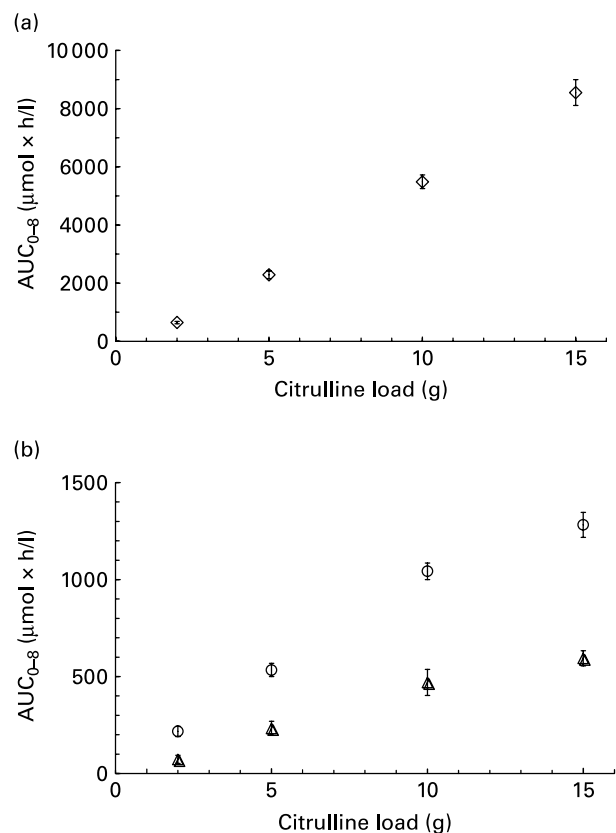 (a)
10 000
8000
6000
4000
2000
0
AUC0–8 (μmol × h/l)
0 5 10 15
Citrulline load (g)
(b)
1500
1000
500
0
AUC0–8 (μmol × h/l)
0 5 10 15
Citrulline load (g)